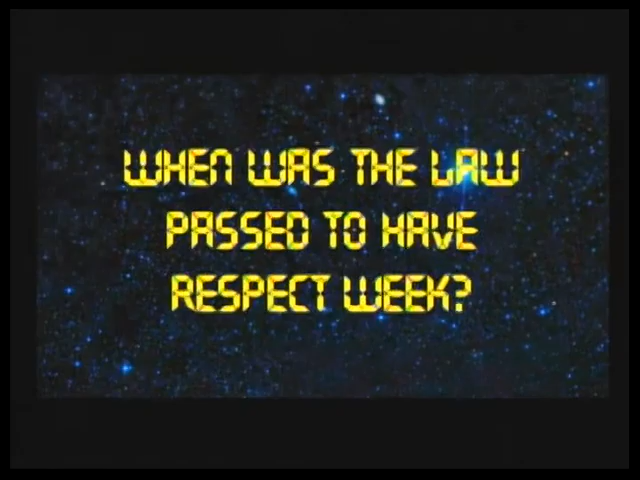 WHEN WAS THE LAW
PASSED TO HAVE
RESPECT WEEK?